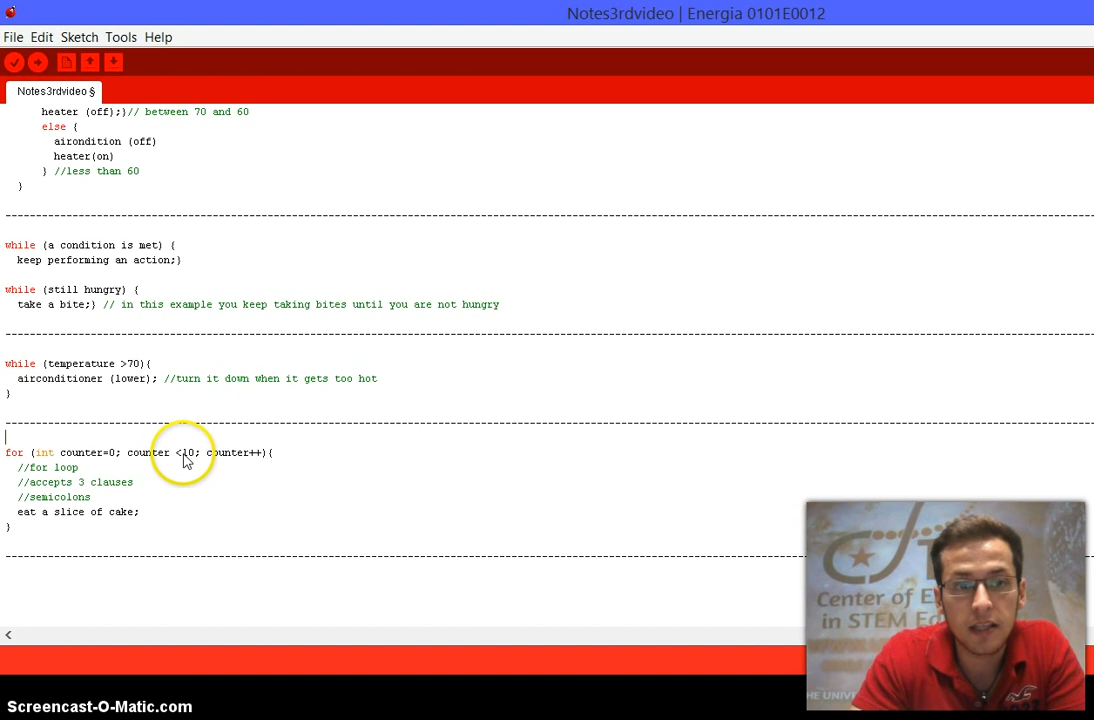 Notes3rdvideo | Energia 0101E0012
File Edit Sketch Tools Help
Notes3rdvideo §
heater (off);}// between 70 and 60
else {
airondition (off)
heater(on)
} //less than 60
}
--------------------------------------------------
while (a condition is met) {
keep performing an action;}
while (still hungry) {
take a bite;} // in this example you keep taking bites until you are not hungry
--------------------------------------------------
while (temperature >70){
airconditioner (lower); //turn it down when it gets too hot
}
--------------------------------------------------
for (int counter=0; counter <10; counter++){
//for loop
//accepts 3 clauses
//semicolons
eat a slice of cake;
}
--------------------------------------------------
Center of
in STEM
THE UNIVER
Screencast-O-Matic.com